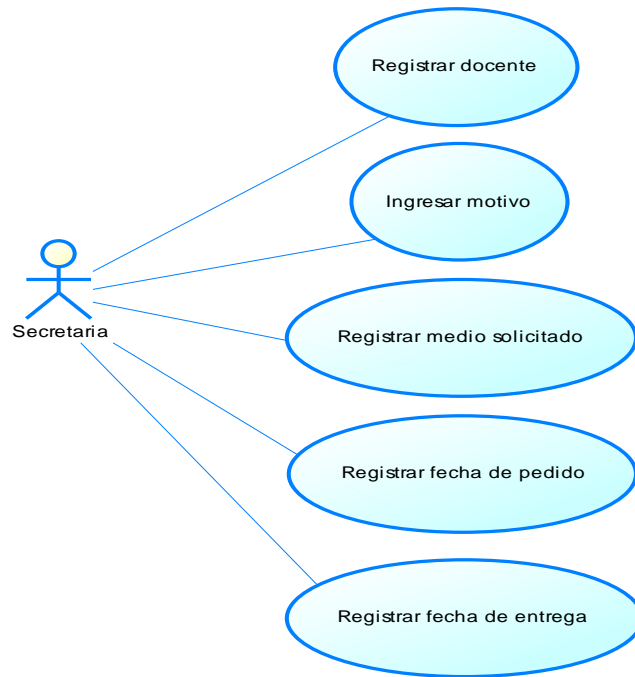 Registrar docente
Ingresar motivo
Secretaria
Registrar medio solicitado
Registrar fecha de pedido
Registrar fecha de entrega